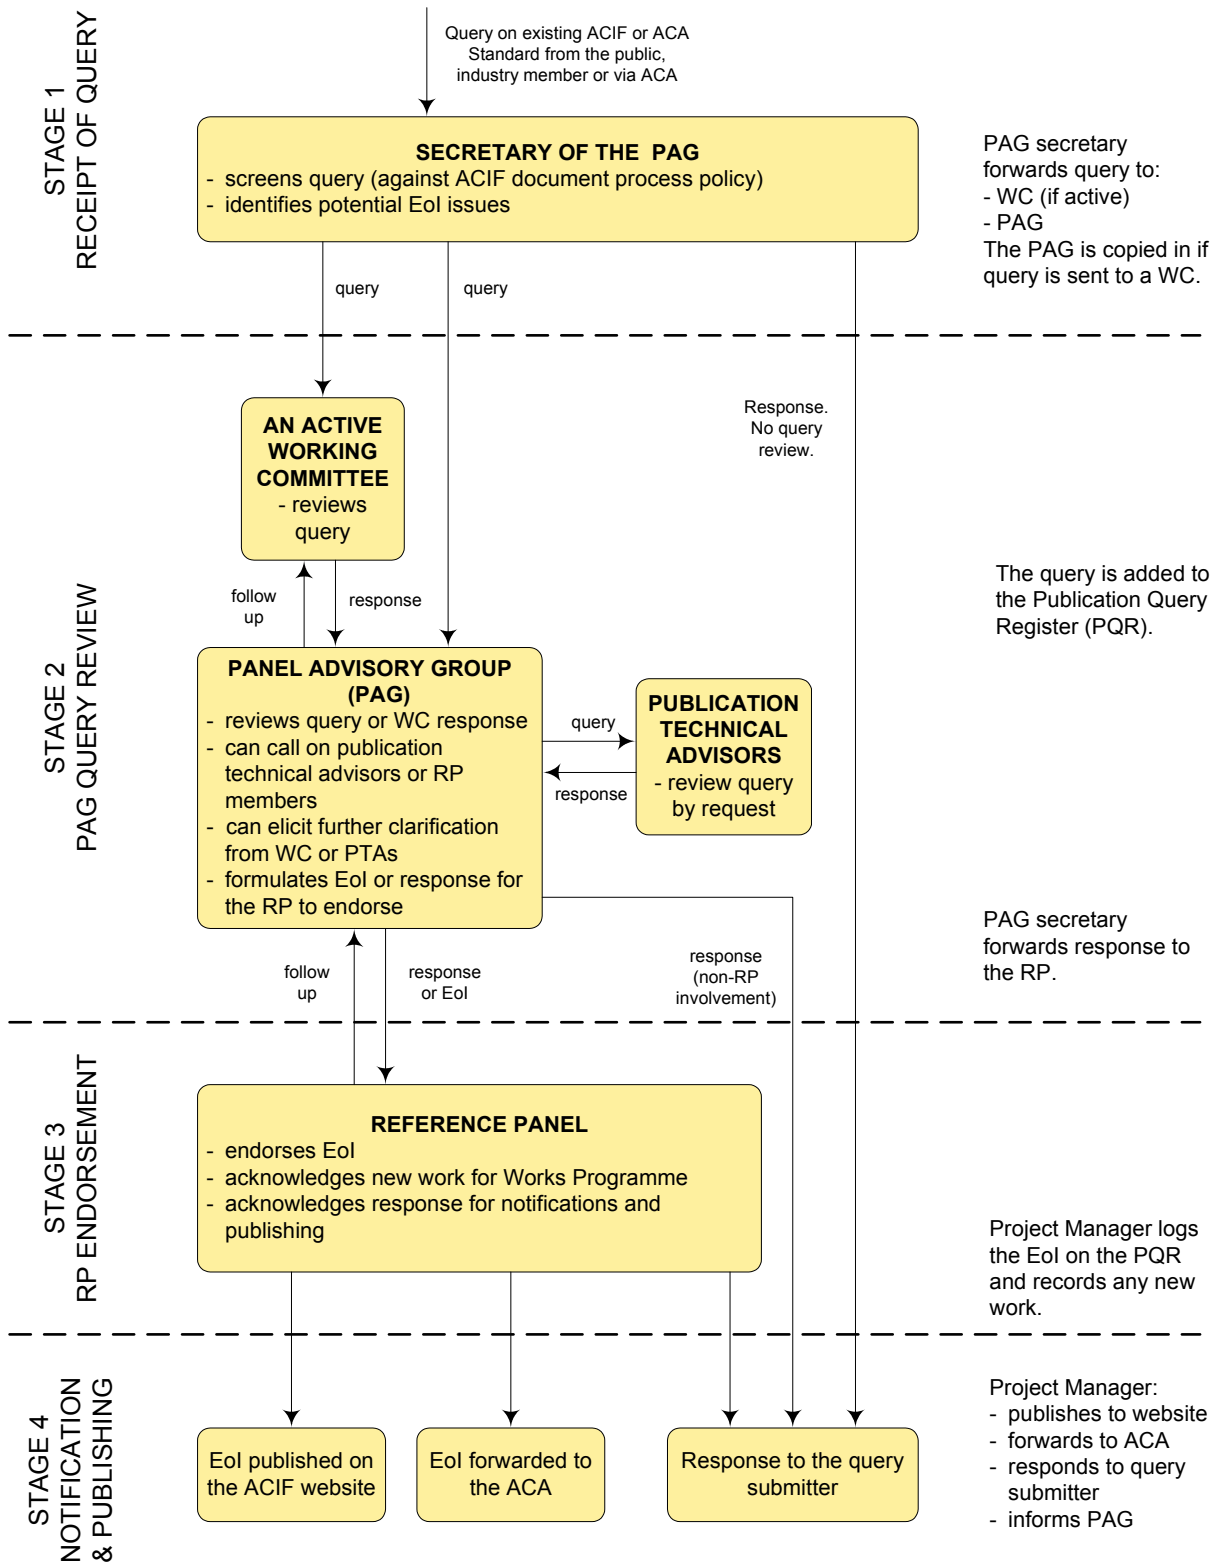 Query on existing ACIF or ACA
Standard from the public,
industry member or via ACA
STAGE 1
RECEIPT OF QUERY
SECRETARY OF THE PAG
- screens query (against ACIF document process policy)
- identifies potential EoI issues
PAG secretary
forwards query to:
- WC (if active)
- PAG
The PAG is copied in if
query is sent to a WC.
query
query
STAGE 2
PAG QUERY REVIEW
AN ACTIVE
WORKING
COMMITTEE
- reviews
query
Response.
No query
review.
follow
up
response
The query is added to
the Publication Query
Register (PQR).
PANEL ADVISORY GROUP
(PAG)
- reviews query or WC response
- can call on publication
technical advisors or RP
members
- can elicit further clarification
from WC or PTAs
- formulates EoI or response for
the RP to endorse
query
response
PUBLICATION
TECHNICAL
ADVISORS
- review query
by request
follow
up
response
or EoI
response
(non-RP
involvement)
PAG secretary
forwards response to
the RP.
STAGE 3
RP ENDORSEMENT
REFERENCE PANEL
- endorses EoI
- acknowledges new work for Works Programme
- acknowledges response for notifications and
publishing
Project Manager logs
the EoI on the PQR
and records any new
work.
STAGE 4
NOTIFICATION
& PUBLISHING
EoI published on
the ACIF website
EoI forwarded to
the ACA
Response to the query
submitter
Project Manager:
- publishes to website
- forwards to ACA
- responds to query
submitter
- informs PAG